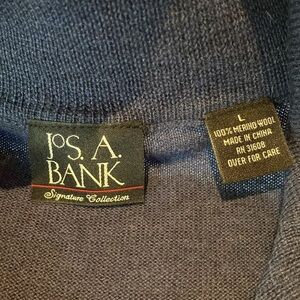 JOS. A.
BANK
Signature Collection
L
100% MERINO WOOL
MADE IN CHINA
RN 31608
OVER FOR CARE